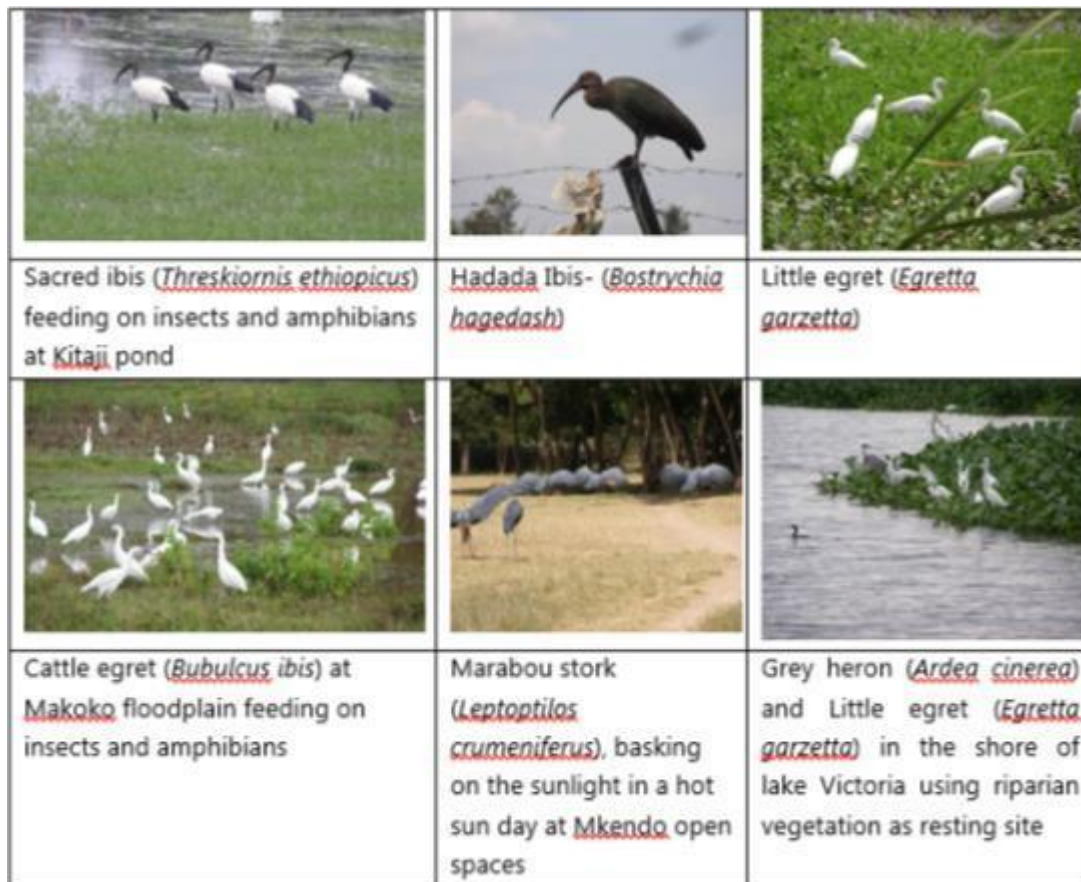 Sacred ibis (Threskiornis ethiopicus)
feeding on insects and amphibians
at Kitaji pond
Hadada Ibis- (Bostrychia
hagedash)
Little egret (Egretta
garzetta)
Cattle egret (Bubulcus ibis) at
Makoko floodplain feeding on
insects and amphibians
Marabou stork
(Leptoptilos
crumeniferus), basking
on the sunlight in a hot
sun day at Mkendo open
spaces
Grey heron (Ardea cinerea)
and Little egret (Egretta
garzetta) in the shore of
lake Victoria using riparian
vegetation as resting site